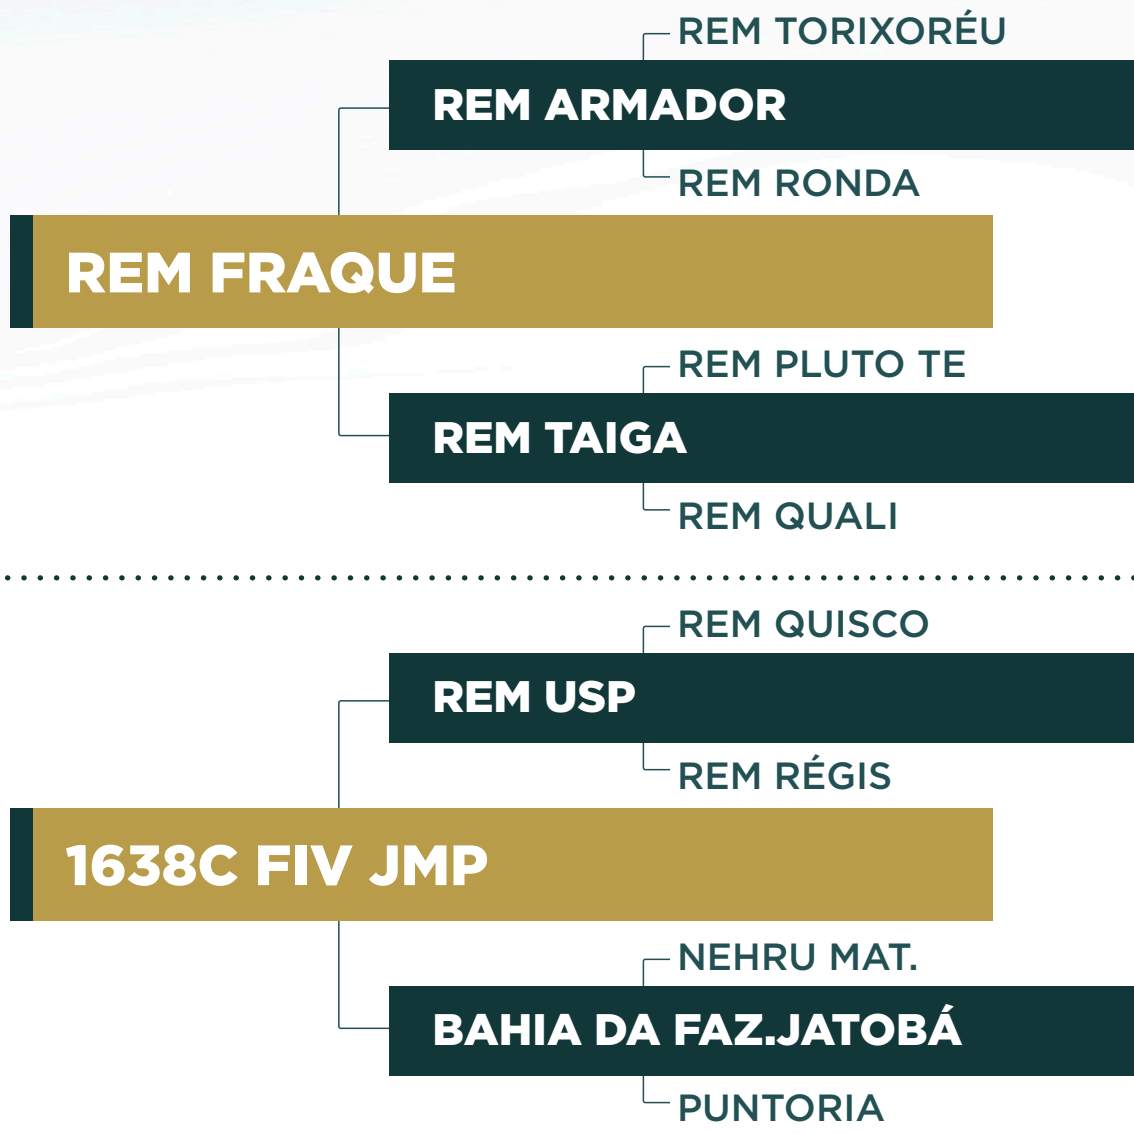 REM TORIXORÉU
REM ARMADOR
REM RONDA
REM FRAQUE
REM PLUTO TE
REM TAIGA
REM QUALI
REM QUISCO
REM USP
REM RÉGIS
1638C FIV JMP
NEHRU MAT.
BAHIA DA FAZ.JATOBÁ
PUNTORIA